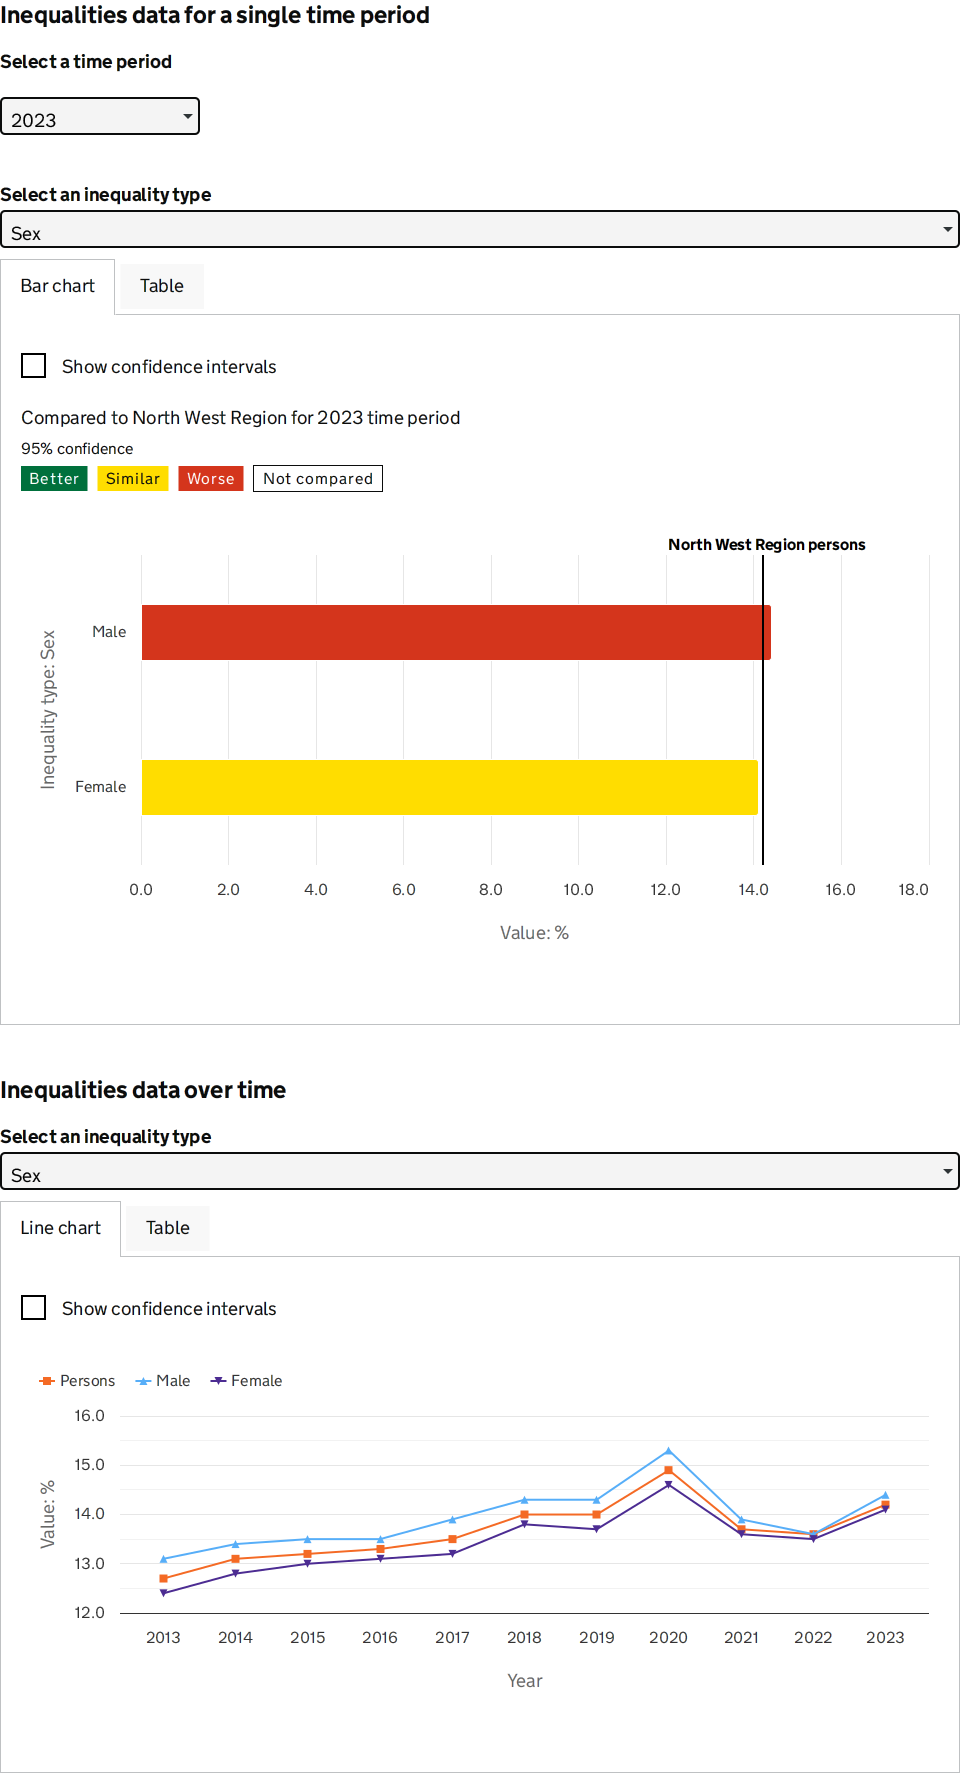 Inequalities data for a single time period
Select a time period
2023
Select an inequality type
Sex
Bar chart
Table
Show confidence intervals
Compared to North West Region for 2023 time period
95% confidence
Better
Similar
Worse
Not compared
North West Region persons
Inequality type: Sex
Male
Female
0.0
2.0
4.0
6.0
8.0
10.0
12.0
14.0
16.0
18.0
Value: %
Inequalities data over time
Select an inequality type
Sex
Line chart
Table
Show confidence intervals
Persons
Male
Female
Value: %
16.0
15.0
14.0
13.0
12.0
2013
2014
2015
2016
2017
2018
2019
2020
2021
2022
2023
Year